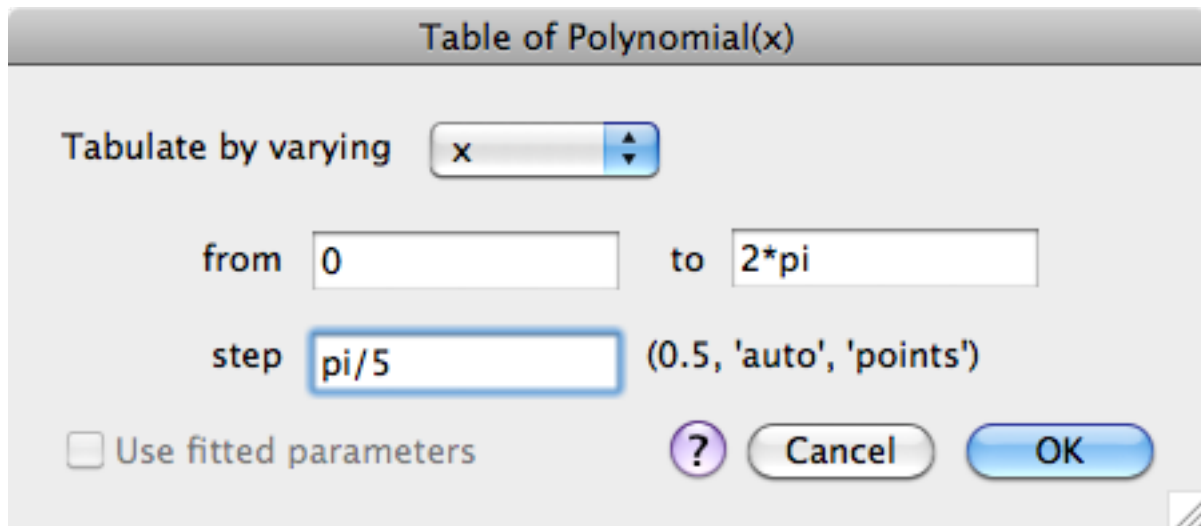 Table of Polynomial(x)
Tabulate by varying x
from 0 to 2*pi
step pi/5 (0.5, 'auto', 'points')
Use fitted parameters ? Cancel OK